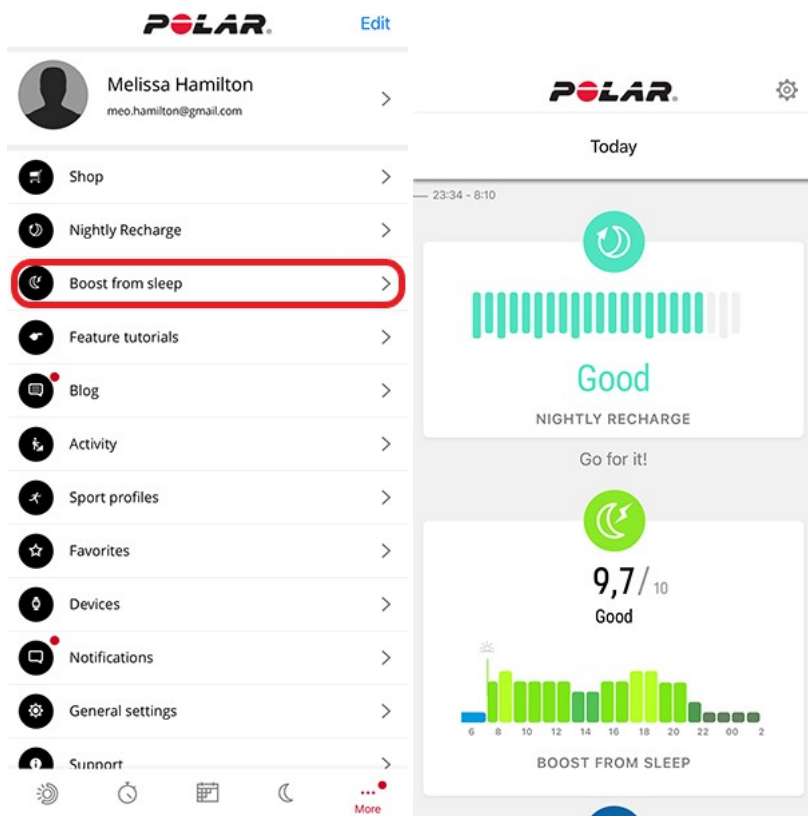 POLAR.
Edit
Melissa Hamilton
meo.hamilton@gmail.com
Shop
Nightly Recharge
Boost from sleep
Feature tutorials
Blog
Activity
Sport profiles
Favorites
Devices
Notifications
General settings
Support
More
POLAR.
Today
23:34 - 8:10
Good
NIGHTLY RECHARGE
Go for it!
9,7/ 10
Good
6 8 10 12 14 16 18 20 22 00 2
BOOST FROM SLEEP